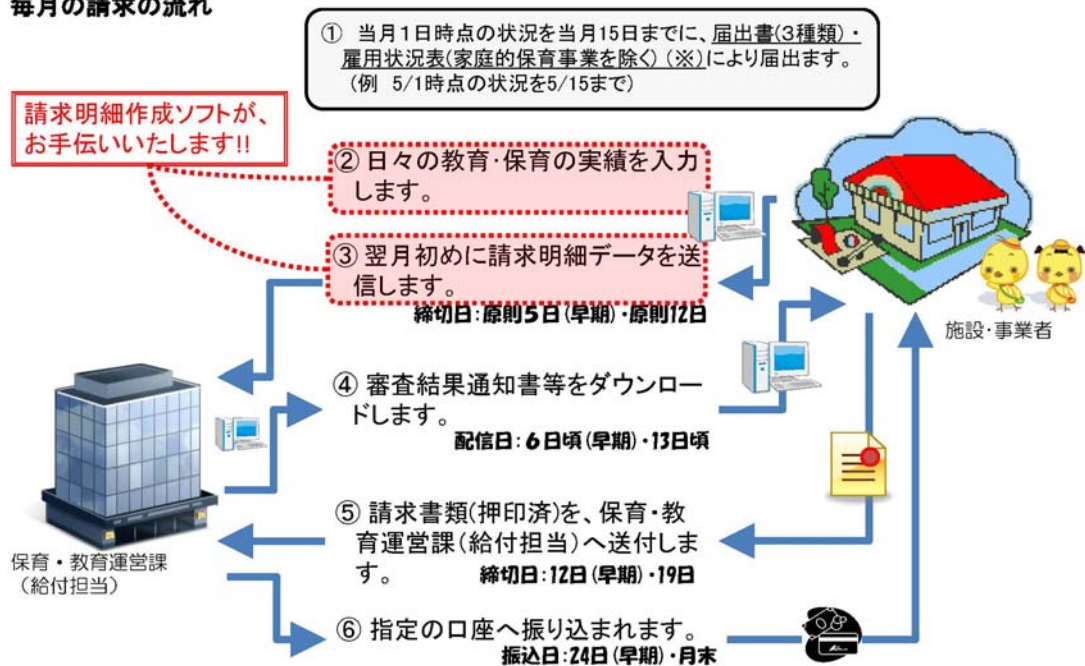 毎月の請求の流れ
① 当月1日時点の状況を当月15日までに、届出書(3種類)・
雇用状況表(家庭的保育事業を除く)(※)により届出ます。
(例 5/1時点の状況を5/15まで)
請求明細作成ソフトが、
お手伝いいたします!!
② 日々の教育・保育の実績を入力
します。
③ 翌月初めに請求明細データを送
信します。
締切日:原則5日(早期)・原則12日
施設・事業者
④ 審査結果通知書等をダウンロー
ドします。
配信日:6日頃(早期)・13日頃
⑤ 請求書類(押印済)を、保育・教
育運営課(給付担当)へ送付しま
す。
締切日:12日(早期)・19日
保育・教育運営課
(給付担当)
⑥ 指定の口座へ振り込まれます。
振込日:24日(早期)・月末